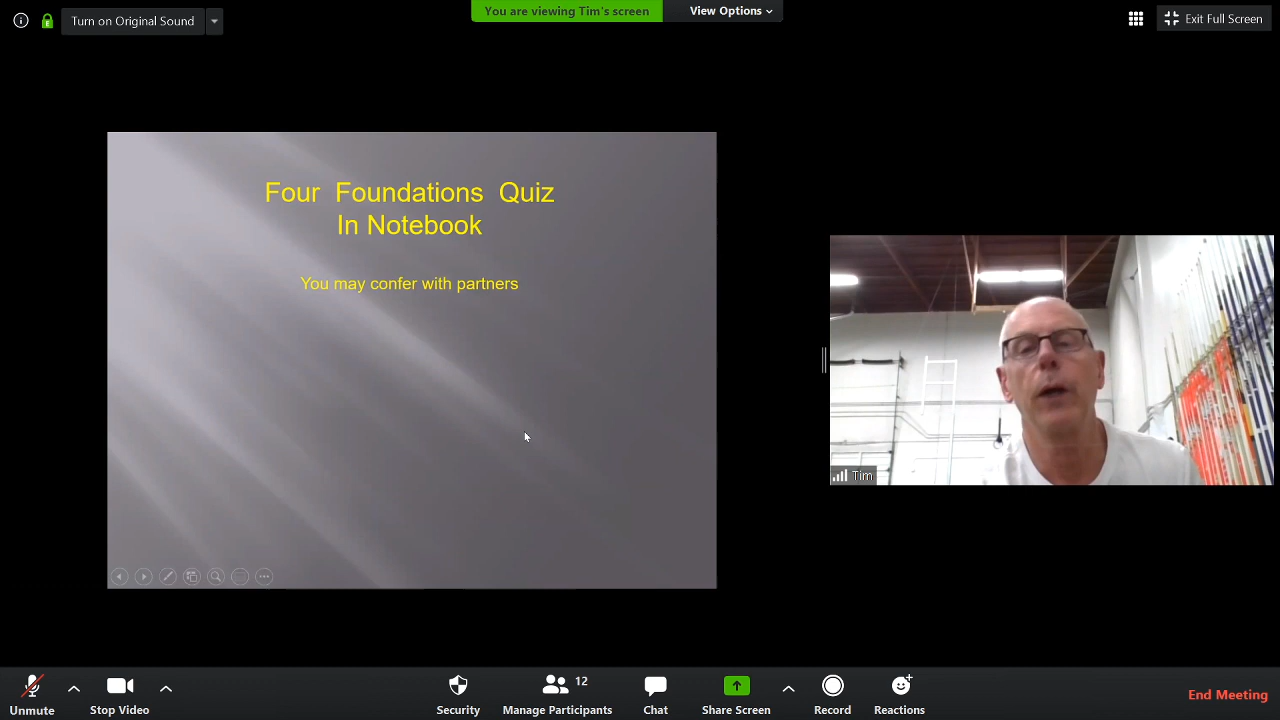 Turn on Original Sound
You are viewing Tim's screen
View Options
Exit Full Screen
Four Foundations Quiz
In Notebook
You may confer with partners
Tim
Unmute
Stop Video
Security
12
Manage Participants
Chat
Share Screen
Record
Reactions
End Meeting